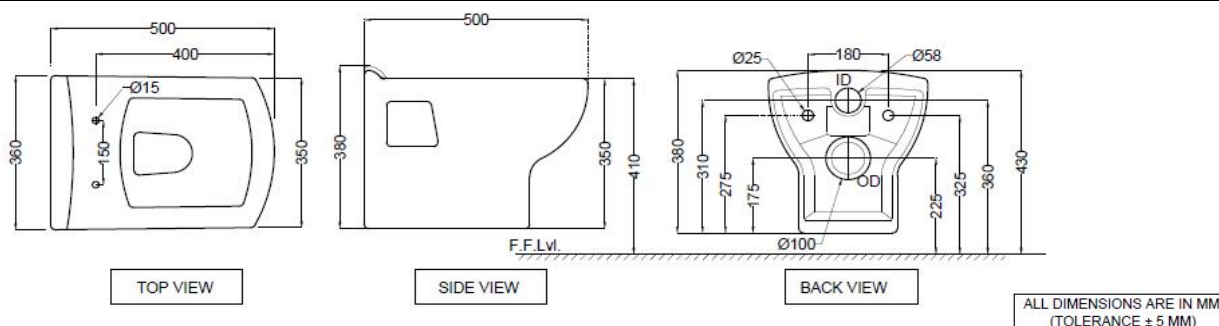 500
400
Ø15
360
150
350
TOP VIEW
500
380
350
410
F.F.Lvl.
SIDE VIEW
Ø25
180
Ø58
ID
380
310
275
175
OD
Ø100
225
325
360
430
BACK VIEW
ALL DIMENSIONS ARE IN MM
(TOLERANCE ± 5 MM)